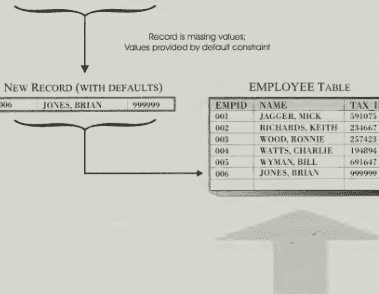 Record is missing values;
Values provided by default constraint
NEW RECORD (WITH DEFAULTS)
006 JONES, BRIAN 999999
EMPLOYEE TABLE
EMPID NAME TAX_I
001 JAGGER, MICK 591075
002 RICHARDS, KEITH 234667
003 WOOD, RONNIE 257423
004 WATTS, CHARLIE 194894
005 WYMAN, BILL 691647
006 JONES, BRIAN 999999